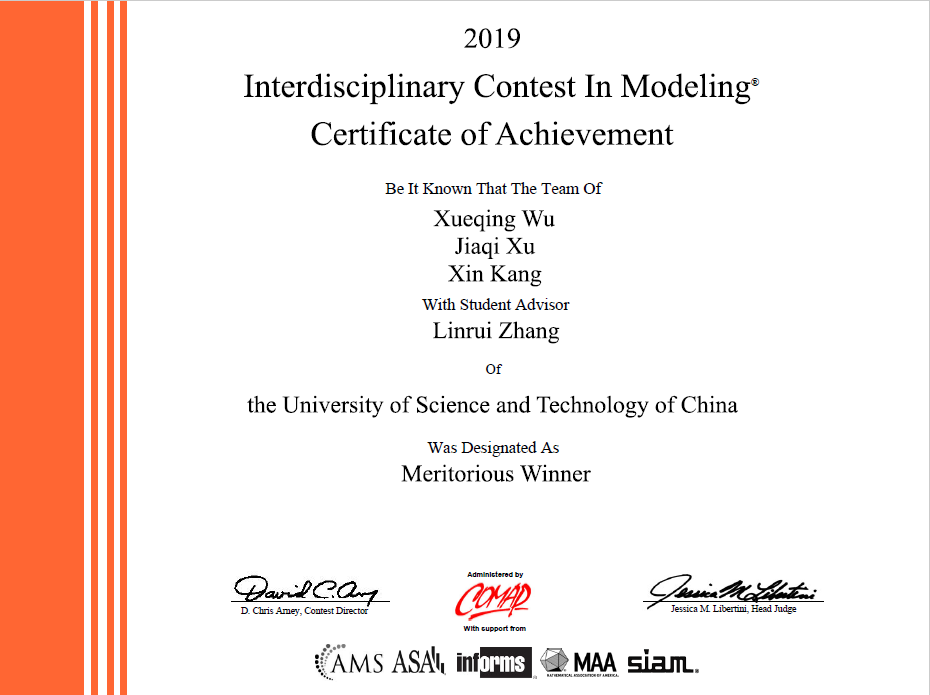 2019
Interdisciplinary Contest In Modeling®
Certificate of Achievement
Be It Known That The Team Of
Xueqing Wu
Jiaqi Xu
Xin Kang
With Student Advisor
Linrui Zhang
Of
the University of Science and Technology of China
Was Designated As
Meritorious Winner
David C. Arney
D. Chris Arney, Contest Director
Administered by
COMAP
With support from
Jessica M Libertini
Jessica M. Libertini, Head Judge
AMS ASA informs MAA siam.
MATHEMATICAL ASSOCIATION OF AMERICA